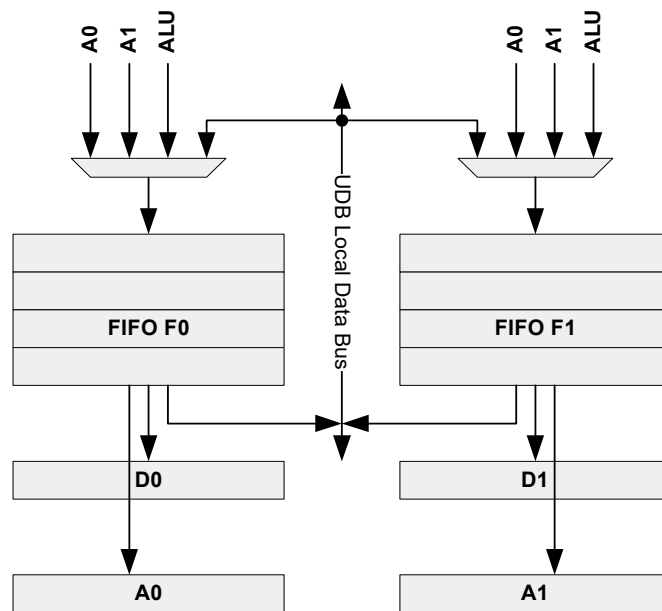 A0
A1
ALU
A0
A1
ALU
UDB Local Data Bus
FIFO F0
FIFO F1
D0
D1
A0
A1